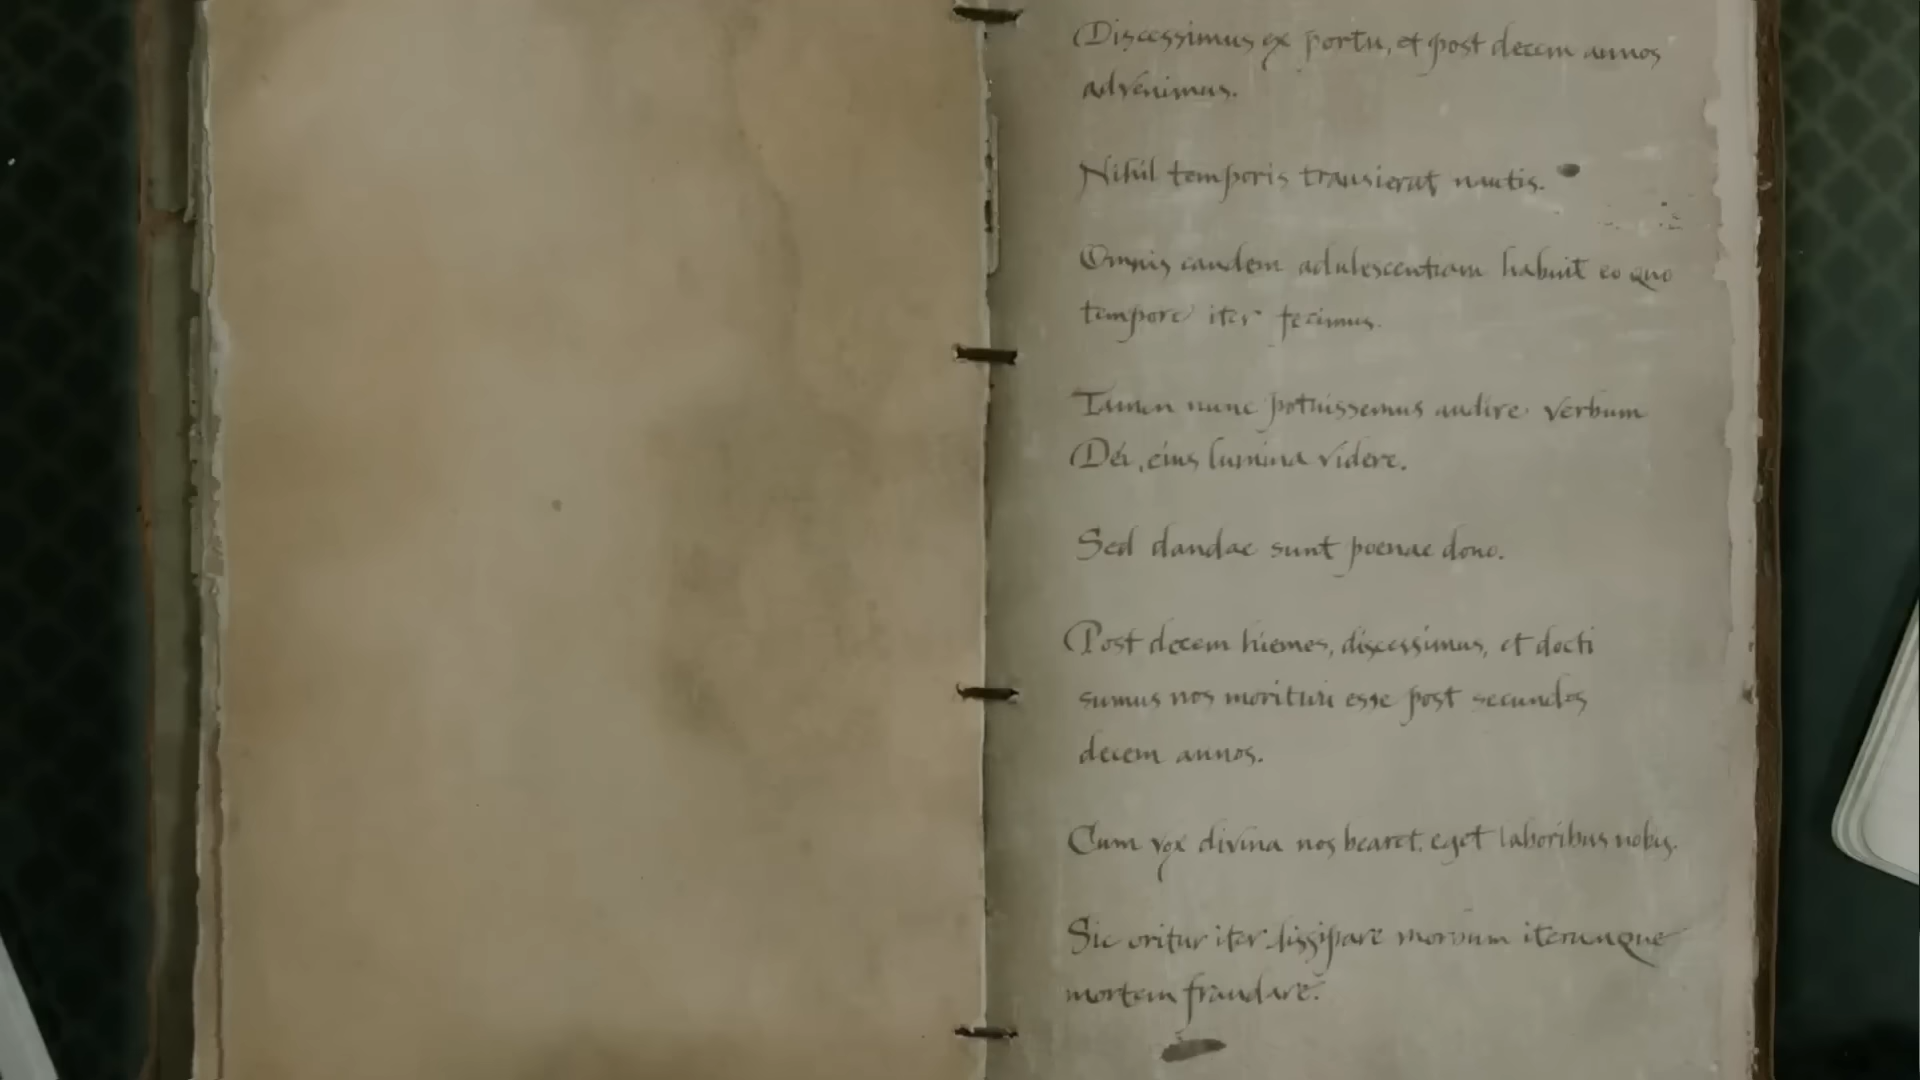 Discessimus ex portu, et post decem annos
advenimus.
Nihil temporis transierat nautis.
Omnis eandem adulescentiam habuit eo quo
tempore iter fecimus.
Tamen nunc potuissemus audire verbum
Dei, eius lumina videre.
Sed dandae sunt poenae dono.
Post decem hiemes, discessimus, et docti
sumus nos morituri esse post secundos
decem annos.
Cum vox divina nos bearet, eget laboribus nobis.
Sic oritur iter dissipare morbum iterumque
mortem fraudare.